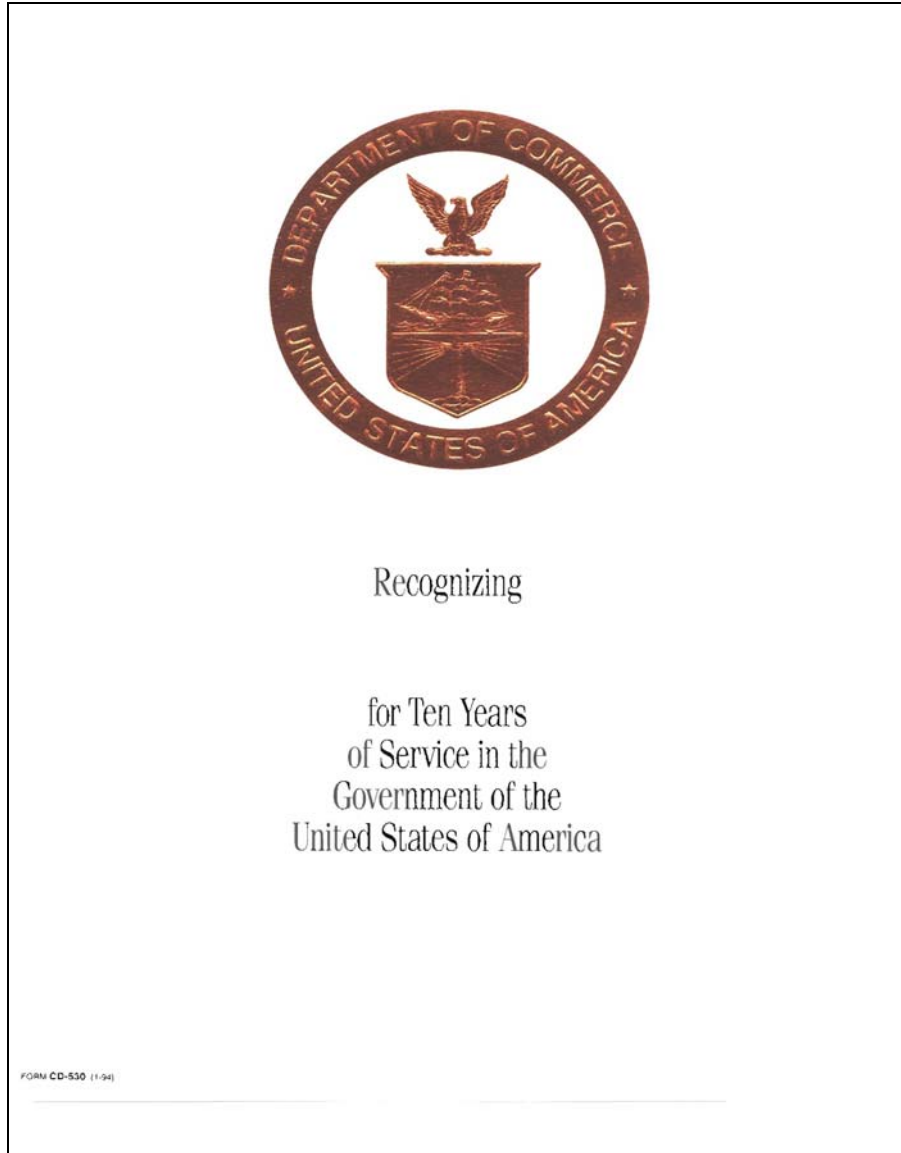 DEPARTMENT OF COMMERCE
UNITED STATES OF AMERICA
Recognizing
for Ten Years
of Service in the
Government of the
United States of America
FORM CD-530 (1-94)